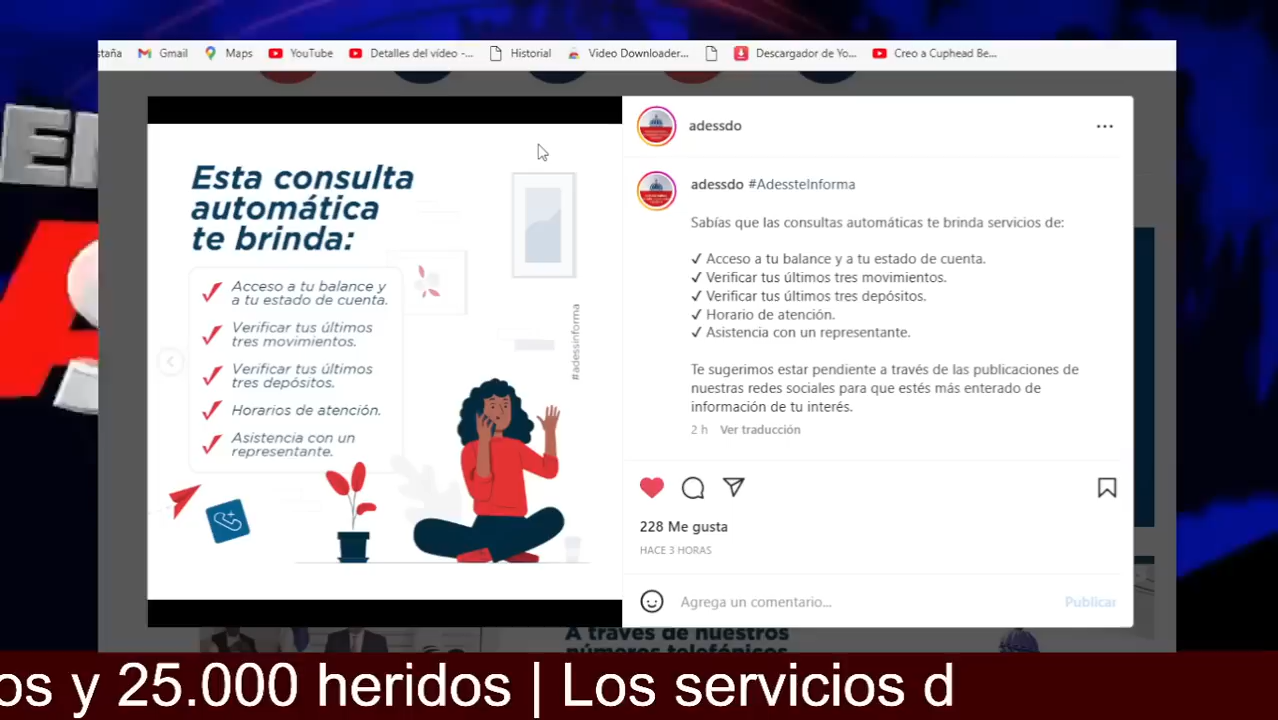 staña Gmail Maps YouTube Detalles del vídeo -... Historial Video Downloader... Descargador de Yo... Creo a Cuphead Be...
EN
Esta consulta
automática
te brinda:
Acceso a tu balance y
a tu estado de cuenta.
Verificar tus últimos
tres movimientos.
Verificar tus últimos
tres depósitos.
Horarios de atención.
Asistencia con un
representante.
#adessinforma
adessdo
adessdo #AdessteInforma
Sabías que las consultas automáticas te brinda servicios de:
✓ Acceso a tu balance y a tu estado de cuenta.
✓ Verificar tus últimos tres movimientos.
✓ Verificar tus últimos tres depósitos.
✓ Horario de atención.
✓ Asistencia con un representante.
Te sugerimos estar pendiente a través de las publicaciones de
nuestras redes sociales para que estés más enterado de
información de tu interés.
2 h Ver traducción
228 Me gusta
HACE 3 HORAS
Agrega un comentario... Publicar
A través de nuestros
números telefónicos
os y 25.000 heridos | Los servicios d